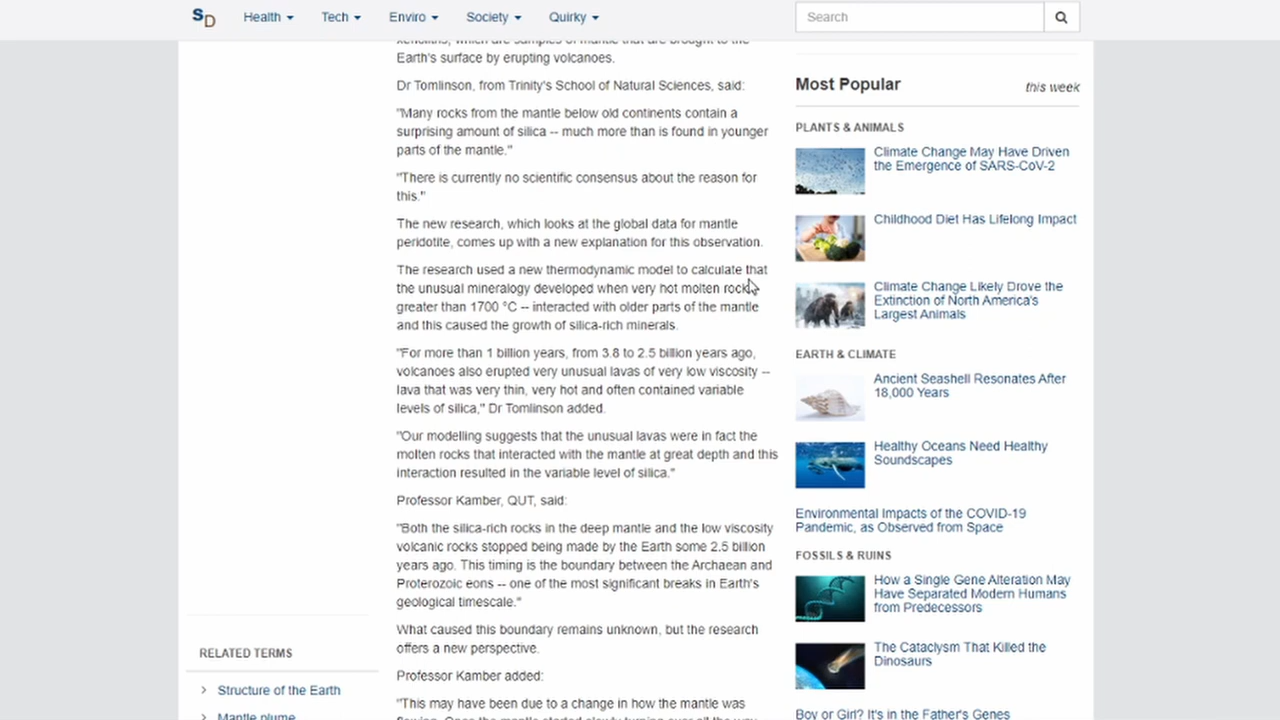 SD
Health
Tech
Enviro
Society
Quirky
Search
xenoliths, which are samples of mantle that are brought to the
Earth's surface by erupting volcanoes.
Dr Tomlinson, from Trinity's School of Natural Sciences, said:
"Many rocks from the mantle below old continents contain a
surprising amount of silica -- much more than is found in younger
parts of the mantle."
"There is currently no scientific consensus about the reason for
this."
The new research, which looks at the global data for mantle
peridotite, comes up with a new explanation for this observation.
The research used a new thermodynamic model to calculate that
the unusual mineralogy developed when very hot molten rock
greater than 1700 °C -- interacted with older parts of the mantle
and this caused the growth of silica-rich minerals.
"For more than 1 billion years, from 3.8 to 2.5 billion years ago,
volcanoes also erupted very unusual lavas of very low viscosity --
lava that was very thin, very hot and often contained variable
levels of silica," Dr Tomlinson added.
"Our modelling suggests that the unusual lavas were in fact the
molten rocks that interacted with the mantle at great depth and this
interaction resulted in the variable level of silica."
Professor Kamber, QUT, said:
"Both the silica-rich rocks in the deep mantle and the low viscosity
volcanic rocks stopped being made by the Earth some 2.5 billion
years ago. This timing is the boundary between the Archaean and
Proterozoic eons -- one of the most significant breaks in Earth's
geological timescale."
What caused this boundary remains unknown, but the research
offers a new perspective.
Professor Kamber added:
"This may have been due to a change in how the mantle was
flowing. Once the mantle started slowly turning over all the way
RELATED TERMS
Structure of the Earth
Mantle plume
Most Popular
this week
PLANTS & ANIMALS
Climate Change May Have Driven
the Emergence of SARS-CoV-2
Childhood Diet Has Lifelong Impact
Climate Change Likely Drove the
Extinction of North America's
Largest Animals
EARTH & CLIMATE
Ancient Seashell Resonates After
18,000 Years
Healthy Oceans Need Healthy
Soundscapes
Environmental Impacts of the COVID-19
Pandemic, as Observed from Space
FOSSILS & RUINS
How a Single Gene Alteration May
Have Separated Modern Humans
from Predecessors
The Cataclysm That Killed the
Dinosaurs
Boy or Girl? It's in the Father's Genes